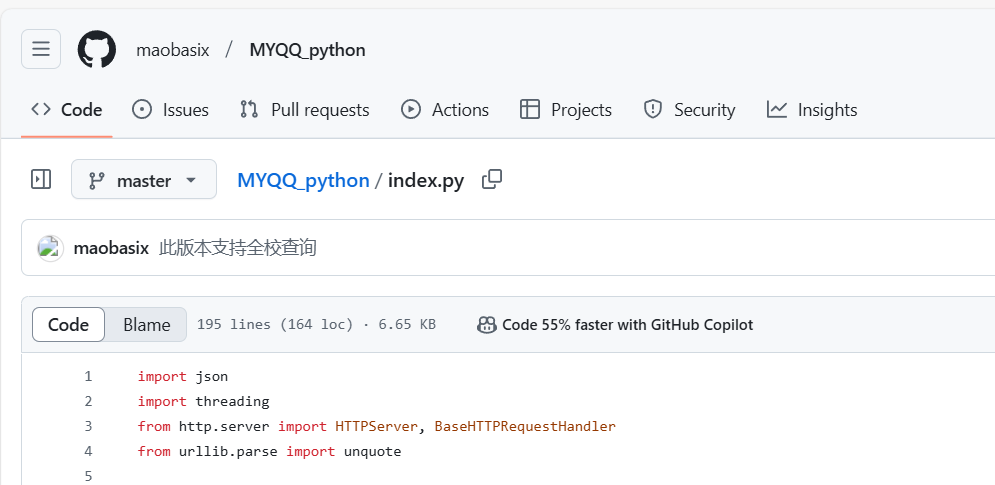 maobasix / MYQQ_python
Code Issues Pull requests Actions Projects Security Insights
master MYQQ_python / index.py
maobasix 此版本支持全校查询
Code Blame 195 lines (164 loc) · 6.65 KB Code 55% faster with GitHub Copilot
1 import json
2 import threading
3 from http.server import HTTPServer, BaseHTTPRequestHandler
4 from urllib.parse import unquote
5